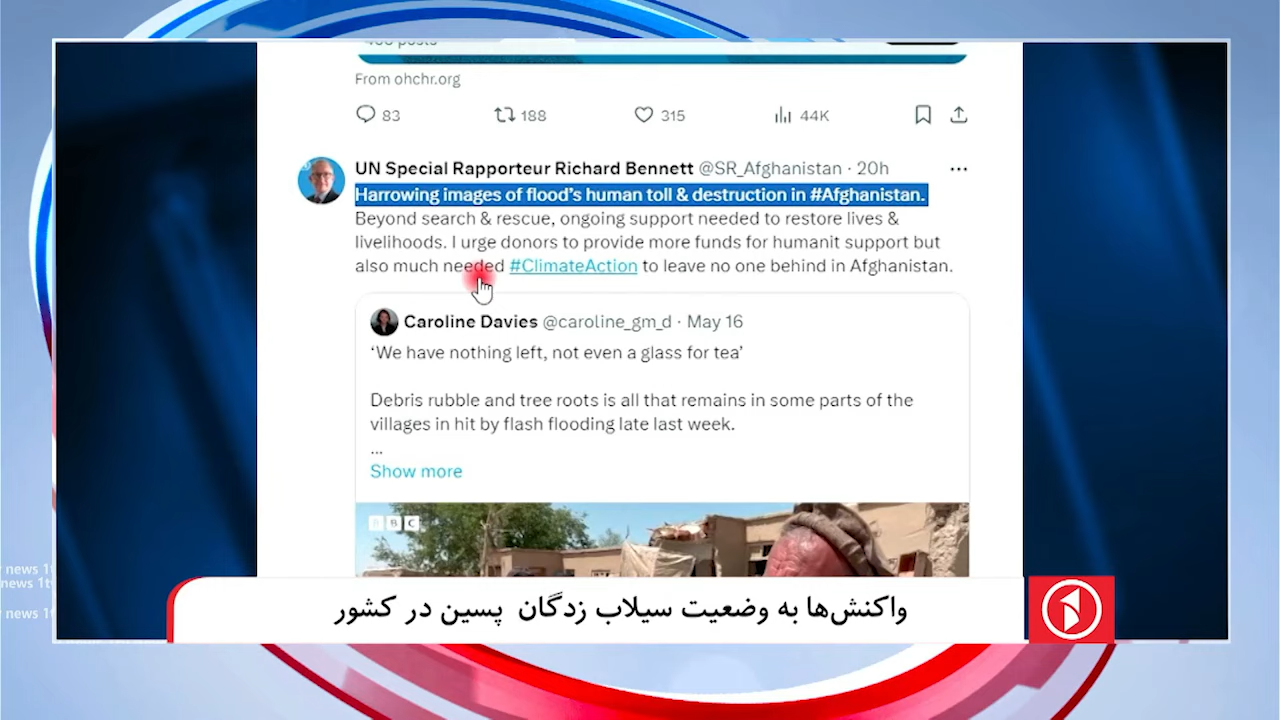 From ohchr.org
83 188 315 44K
UN Special Rapporteur Richard Bennett @SR_Afghanistan · 20h
Harrowing images of flood's human toll & destruction in #Afghanistan.
Beyond search & rescue, ongoing support needed to restore lives &
livelihoods. I urge donors to provide more funds for humanit support but
also much needed #ClimateAction to leave no one behind in Afghanistan.
Caroline Davies @caroline_gm_d · May 16
'We have nothing left, not even a glass for tea'
Debris rubble and tree roots is all that remains in some parts of the
villages in hit by flash flooding late last week.
...
Show more
BBC
واکنش‌ها به وضعیت سیلاب زدگان پسین در کشور
news 1t
news 1tv
news 1t